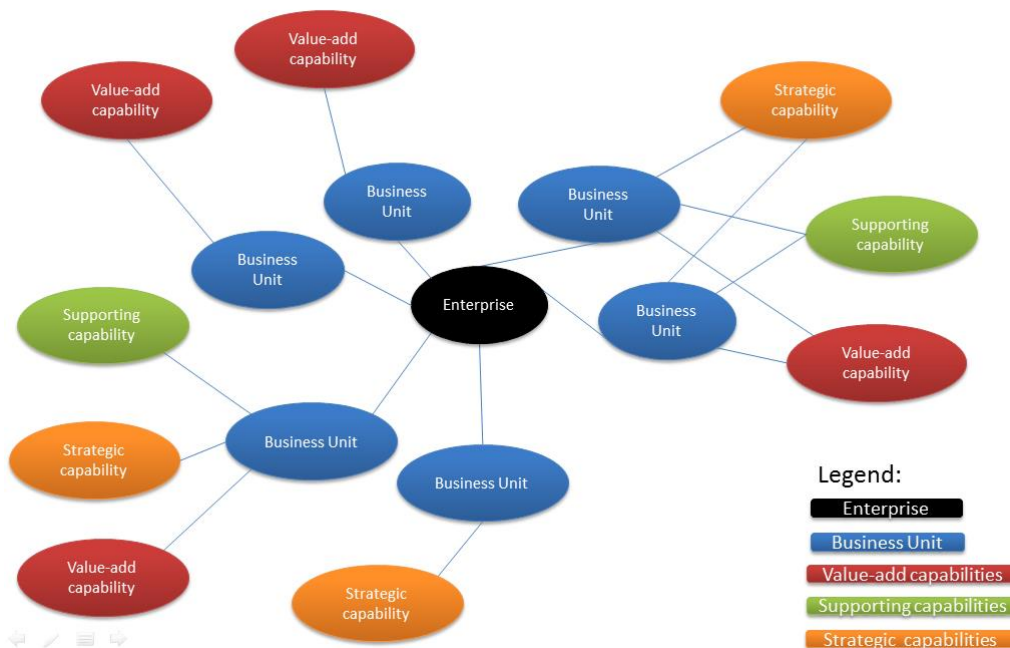 Value-add
capability
Value-add
capability
Strategic
capability
Business
Unit
Business
Unit
Supporting
capability
Business
Unit
Enterprise
Business
Unit
Supporting
capability
Value-add
capability
Business Unit
Strategic
capability
Business Unit
Value-add
capability
Strategic
capability
Legend:
Enterprise
Business Unit
Value-add capabilities
Supporting capabilities
Strategic capabilities